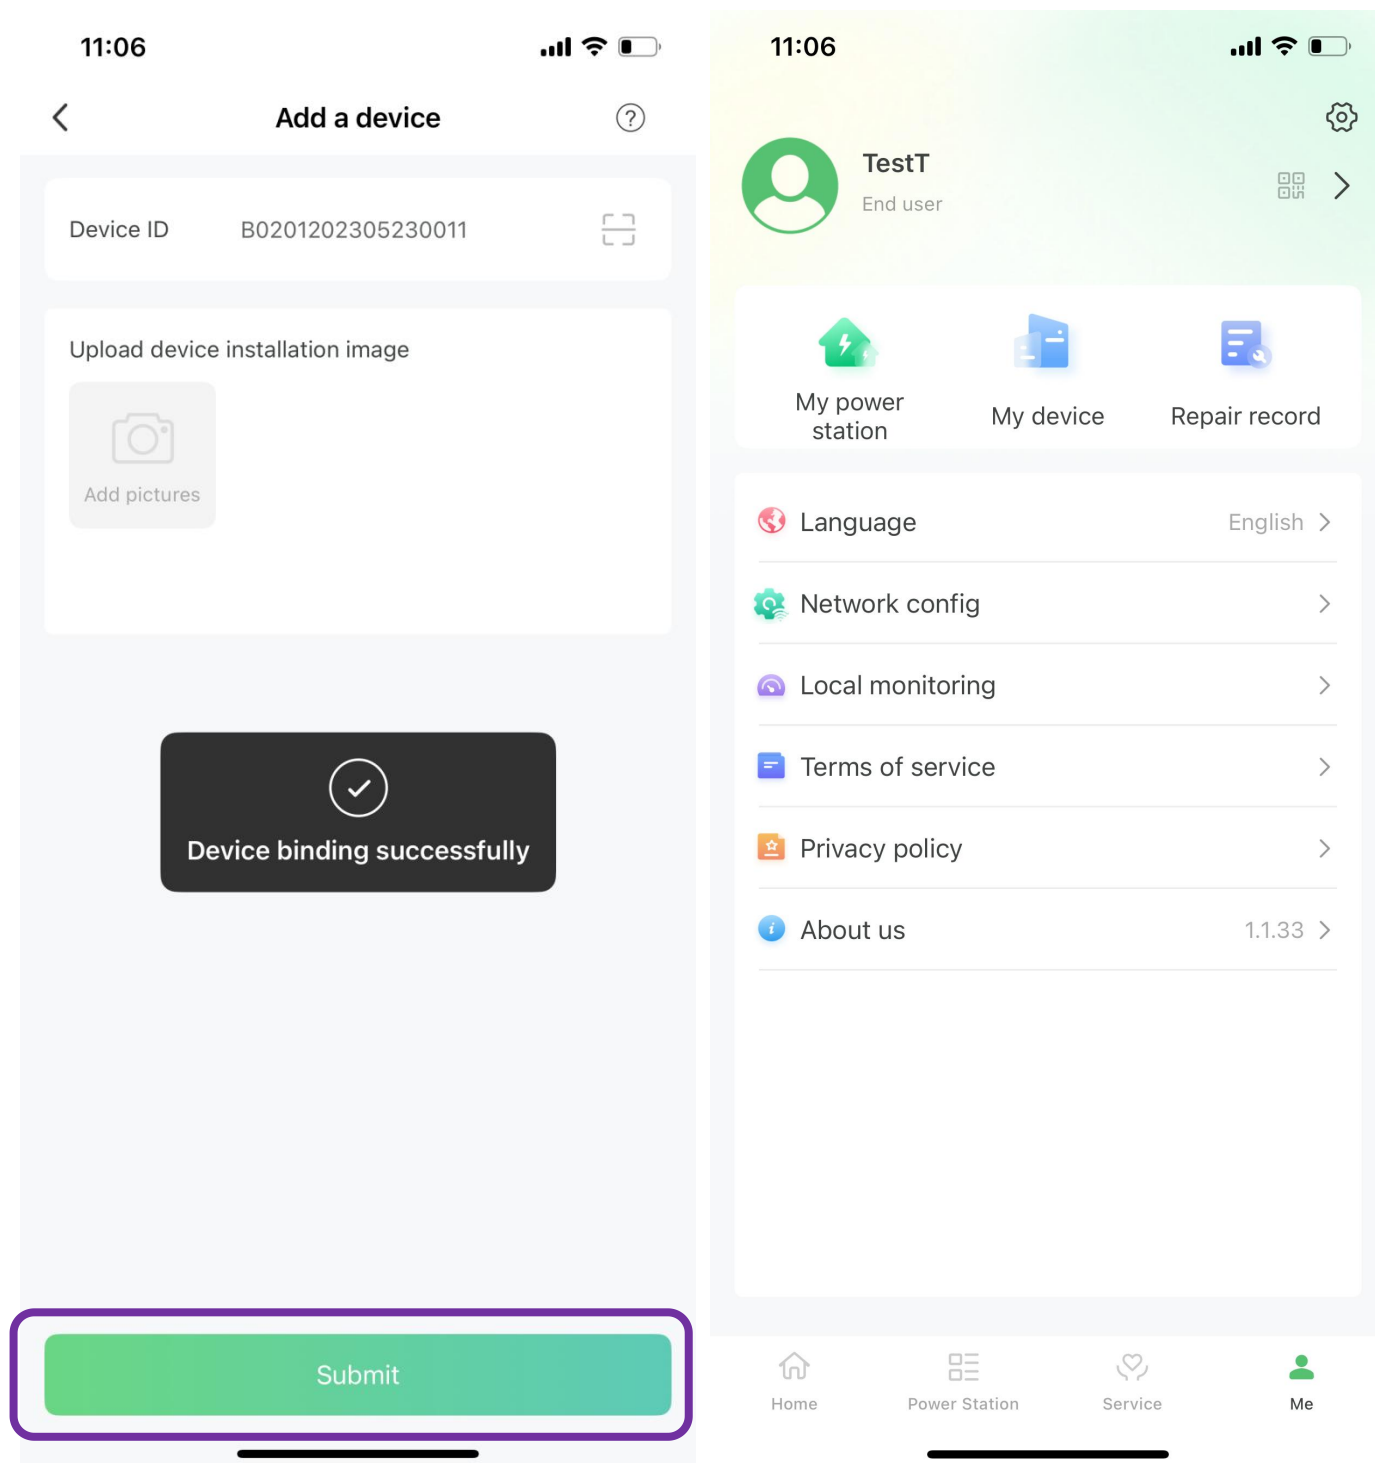 11:06
Add a device
Device ID B0201202305230011
Upload device installation image
Add pictures
Device binding successfully
Submit
11:06
TestT
End user
My power
station
My device
Repair record
Language English
Network config
Local monitoring
Terms of service
Privacy policy
About us 1.1.33
Home
Power Station
Service
Me